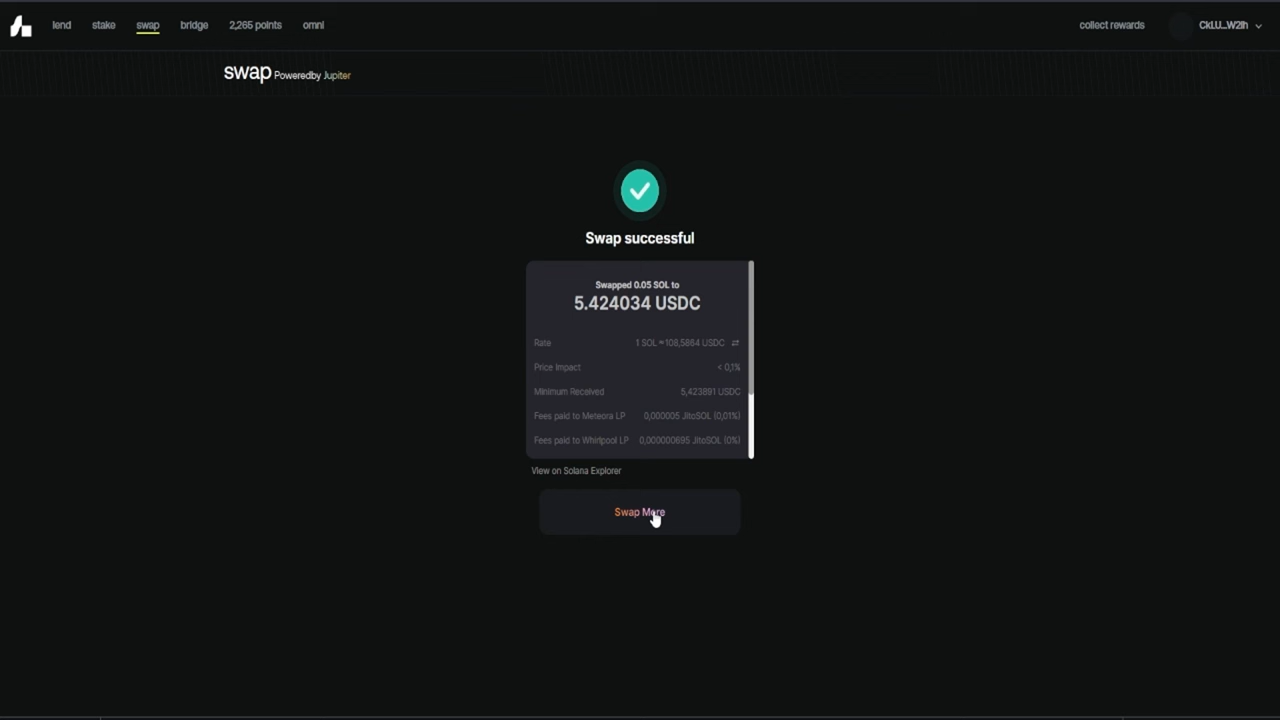 lend stake swap bridge 2,265 points omni collect rewards CkLU...W2ih
swap Poweredby Jupiter
Swap successful
Swapped 0.05 SOL to
5.424034 USDC
Rate 1 SOL ≈108,5864 USDC
Price Impact < 0,1%
Minimum Received 5,423891 USDC
Fees paid to Meteora LP 0,000005 JitoSOL (0,01%)
Fees paid to Whirlpool LP 0,000000695 JitoSOL (0%)
View on Solana Explorer
Swap More